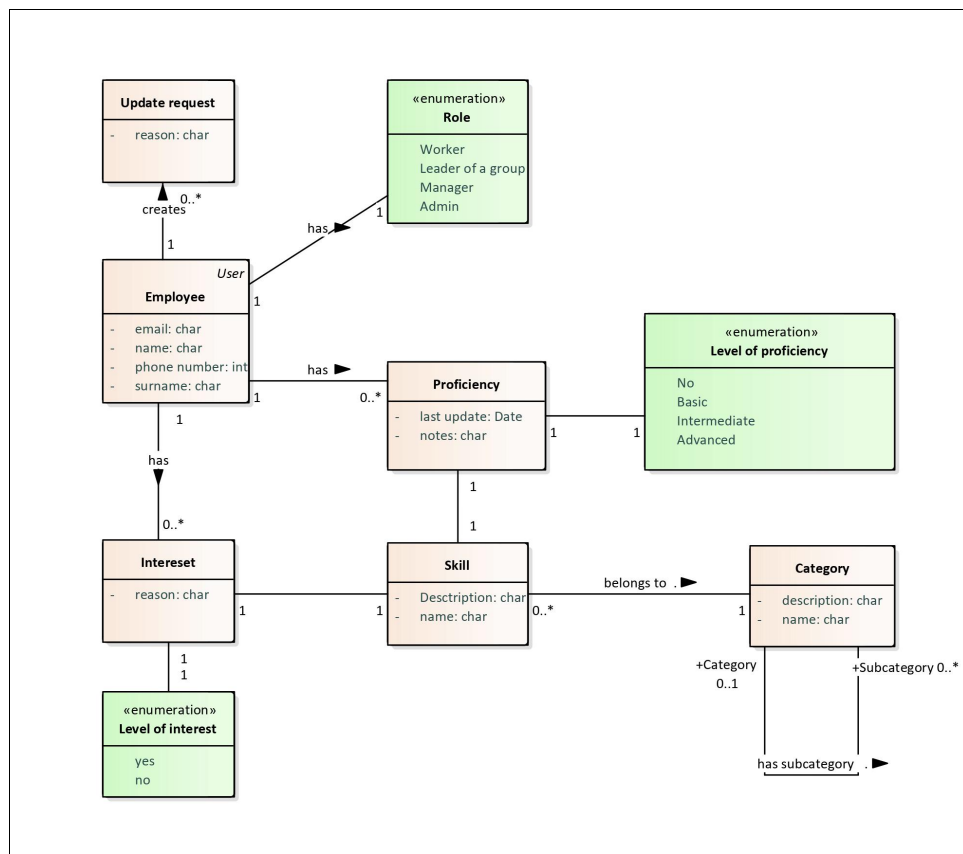 Update request
- reason: char
0..*
creates
1
«enumeration»
Role
Worker
Leader of a group
Manager
Admin
has
1
1
User
Employee
- email: char
- name: char
- phone number: int
- surname: char
has
1
0..*
Proficiency
- last update: Date
- notes: char
1
1
«enumeration»
Level of proficiency
No
Basic
Intermediate
Advanced
1
has
0..*
1
1
Intereset
- reason: char
1
1
Skill
- Desctription: char
- name: char
0..*
belongs to .
1
Category
- description: char
- name: char
+Category
0..1
+Subcategory 0..*
has subcategory .
1
1
«enumeration»
Level of interest
yes
no